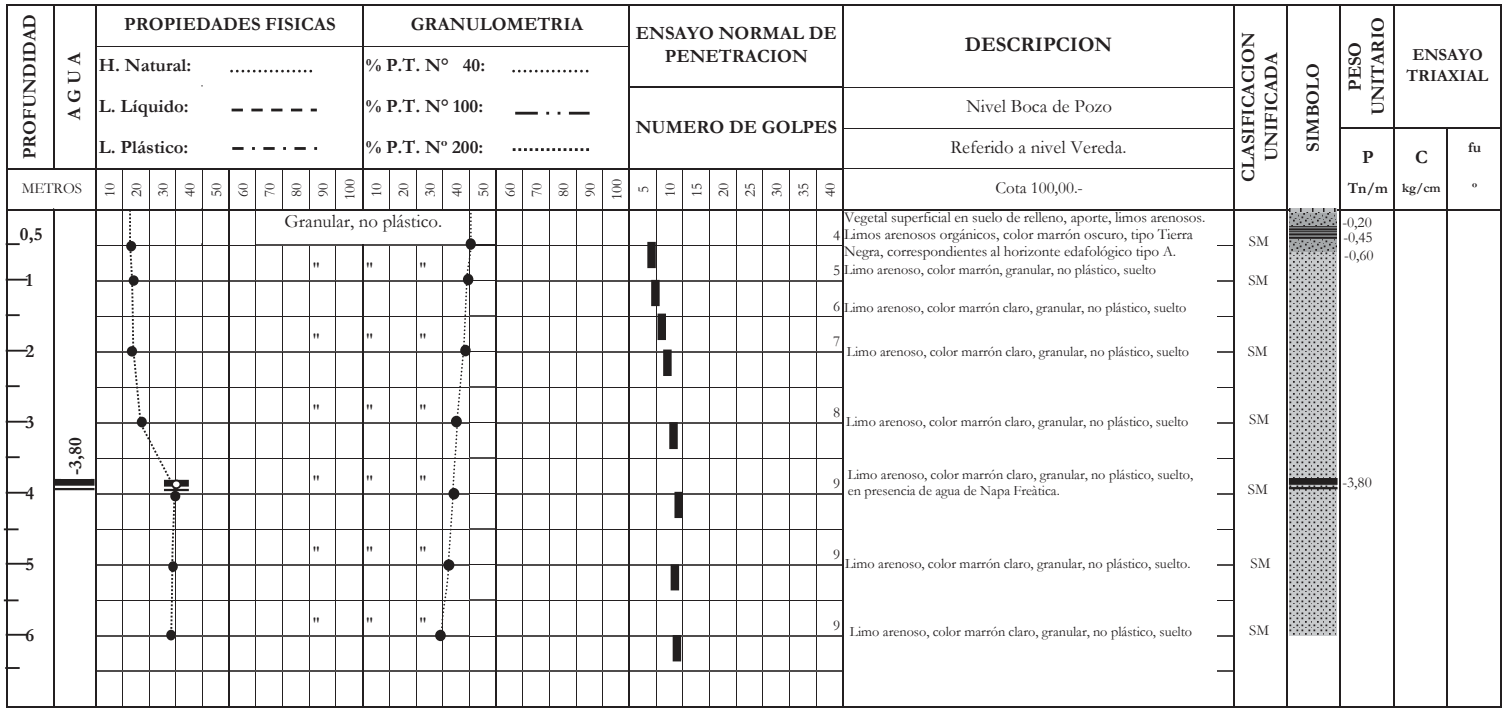 PROFUNDIDAD
AGUA
PROPIEDADES FISICAS
H. Natural:
L. Líquido:
L. Plástico:
GRANULOMETRIA
% P.T. N° 40:
% P.T. N° 100:
% P.T. Nº 200:
ENSAYO NORMAL DE
PENETRACION
NUMERO DE GOLPES
DESCRIPCION
Nivel Boca de Pozo
Referido a nivel Vereda.
Cota 100,00.-
CLASIFICACION
UNIFICADA
SIMBOLO
PESO
UNITARIO
P
Tn/m
ENSAYO
TRIAXIAL
C
kg/cm
fu
º
METROS
10 20 30 40 50 60 70 80 90 100
10 20 30 40 50 60 70 80 90 100
5 10 15 20 25 30 35 40
Granular, no plástico.
Vegetal superficial en suelo de relleno, aporte, limos arenosos.
-0,20
0,5
4
Limos arenosos orgánicos, color marrón oscuro, tipo Tierra
SM
-0,45
Negra, correspondientes al horizonte edafológico tipo A.
-0,60
" " "
5
Limo arenoso, color marrón, granular, no plástico, suelto
1
SM
6
Limo arenoso, color marrón claro, granular, no plástico, suelto
" " "
7
2
Limo arenoso, color marrón claro, granular, no plástico, suelto
SM
" " "
8
3
Limo arenoso, color marrón claro, granular, no plástico, suelto
SM
-3,80
" " "
9
Limo arenoso, color marrón claro, granular, no plástico, suelto,
en presencia de agua de Napa Freàtica.
4
SM
-3,80
" " "
9
5
Limo arenoso, color marrón claro, granular, no plástico, suelto.
SM
" " "
9
6
Limo arenoso, color marrón claro, granular, no plástico, suelto
SM